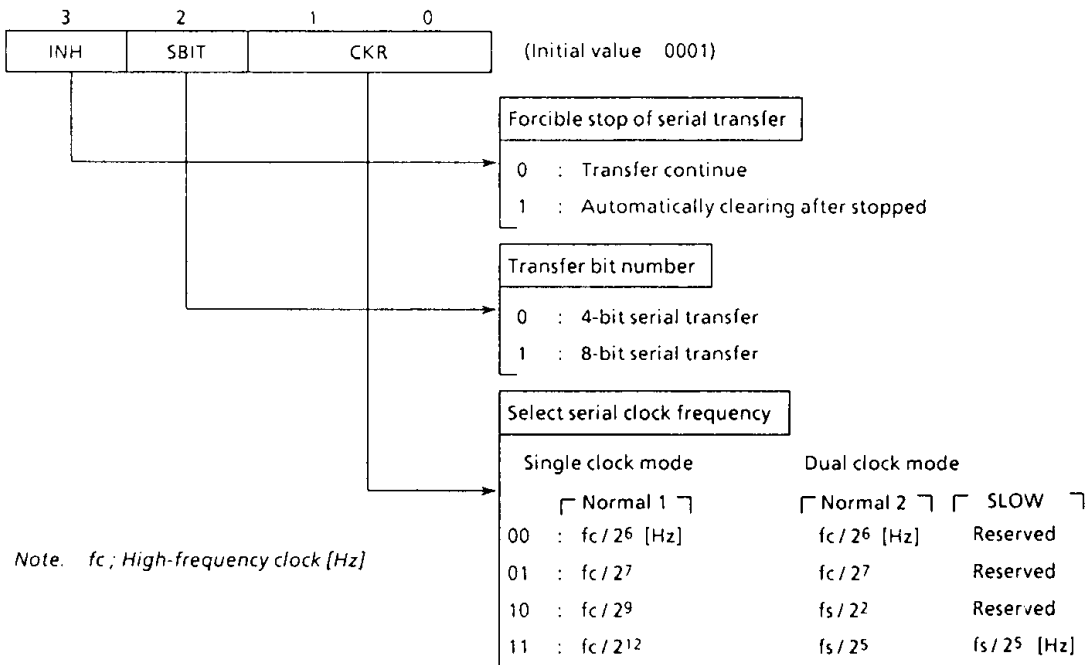 3 2 1 0
INH SBIT CKR (Initial value 0001)
Forcible stop of serial transfer
0 : Transfer continue
1 : Automatically clearing after stopped
Transfer bit number
0 : 4-bit serial transfer
1 : 8-bit serial transfer
Select serial clock frequency
Single clock mode Dual clock mode
Normal 1 Normal 2 SLOW
00 : fc / 2⁶ [Hz] fc / 2⁶ [Hz] Reserved
Note. fc ; High-frequency clock [Hz]
01 : fc / 2⁷ fc / 2⁷ Reserved
10 : fc / 2⁹ fs / 2² Reserved
11 : fc / 2¹² fs / 2⁵ fs / 2⁵ [Hz]